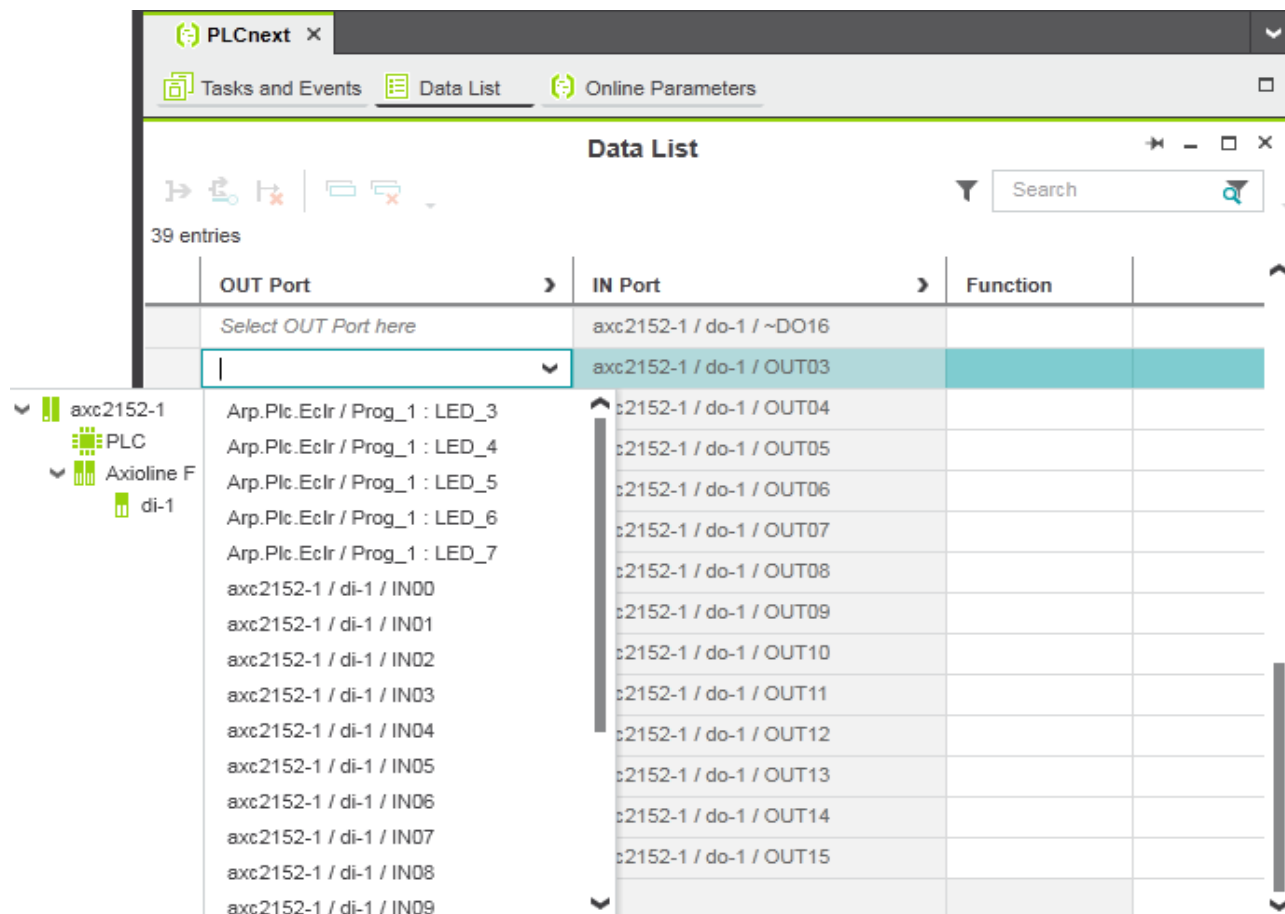 PLCnext
Tasks and Events Data List Online Parameters
Data List
Search
39 entries
OUT Port IN Port Function
Select OUT Port here axc2152-1 / do-1 / ~DO16
axc2152-1 / do-1 / OUT03
axc2152-1
PLC
Axioline F
di-1
Arp.Plc.Eclr / Prog_1 : LED_3
Arp.Plc.Eclr / Prog_1 : LED_4
Arp.Plc.Eclr / Prog_1 : LED_5
Arp.Plc.Eclr / Prog_1 : LED_6
Arp.Plc.Eclr / Prog_1 : LED_7
axc2152-1 / di-1 / IN00
axc2152-1 / di-1 / IN01
axc2152-1 / di-1 / IN02
axc2152-1 / di-1 / IN03
axc2152-1 / di-1 / IN04
axc2152-1 / di-1 / IN05
axc2152-1 / di-1 / IN06
axc2152-1 / di-1 / IN07
axc2152-1 / di-1 / IN08
axc2152-1 / di-1 / IN09
c2152-1 / do-1 / OUT04
c2152-1 / do-1 / OUT05
c2152-1 / do-1 / OUT06
c2152-1 / do-1 / OUT07
c2152-1 / do-1 / OUT08
c2152-1 / do-1 / OUT09
c2152-1 / do-1 / OUT10
c2152-1 / do-1 / OUT11
c2152-1 / do-1 / OUT12
c2152-1 / do-1 / OUT13
c2152-1 / do-1 / OUT14
c2152-1 / do-1 / OUT15